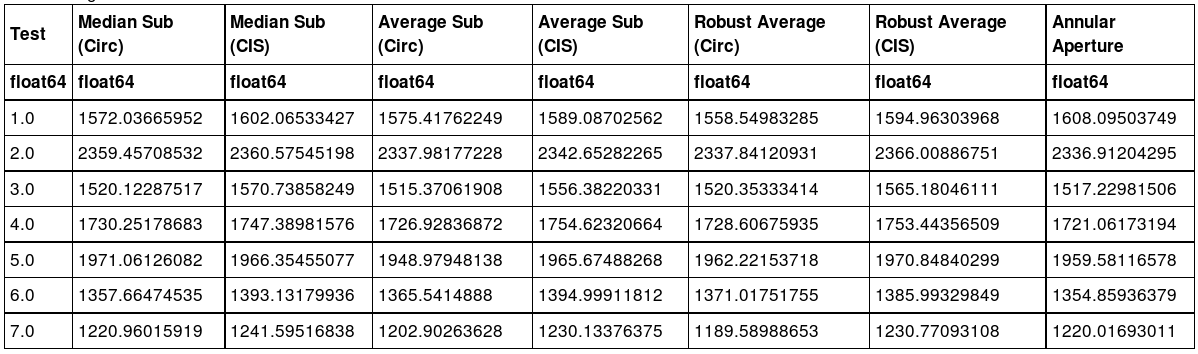 Test Median Sub (Circ) Median Sub (CIS) Average Sub (Circ) Average Sub (CIS) Robust Average (Circ) Robust Average (CIS) Annular Aperture
float64 float64 float64 float64 float64 float64 float64 float64
1.0 1572.03665952 1602.06533427 1575.41762249 1589.08702562 1558.54983285 1594.96303968 1608.09503749
2.0 2359.45708532 2360.57545198 2337.98177228 2342.65282265 2337.84120931 2366.00886751 2336.91204295
3.0 1520.12287517 1570.73858249 1515.37061908 1556.38220331 1520.35333414 1565.18046111 1517.22981506
4.0 1730.25178683 1747.38981576 1726.92836872 1754.62320664 1728.60675935 1753.44356509 1721.06173194
5.0 1971.06126082 1966.35455077 1948.97948138 1965.67488268 1962.22153718 1970.84840299 1959.58116578
6.0 1357.66474535 1393.13179936 1365.5414888 1394.99911812 1371.01751755 1385.99329849 1354.85936379
7.0 1220.96015919 1241.59516838 1202.90263628 1230.13376375 1189.58988653 1230.77093108 1220.01693011